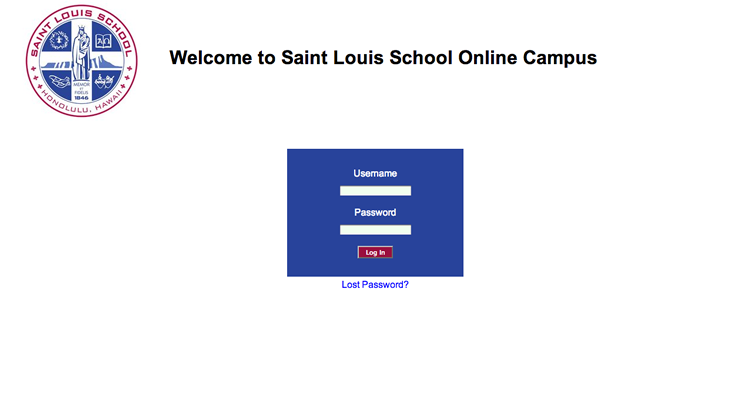 SAINT LOUIS SCHOOL
ΑΩ
MEMOR
ET
FIDELIS
1846
HONOLULU, HAWAII
Welcome to Saint Louis School Online Campus
Username
Password
Log In
Lost Password?